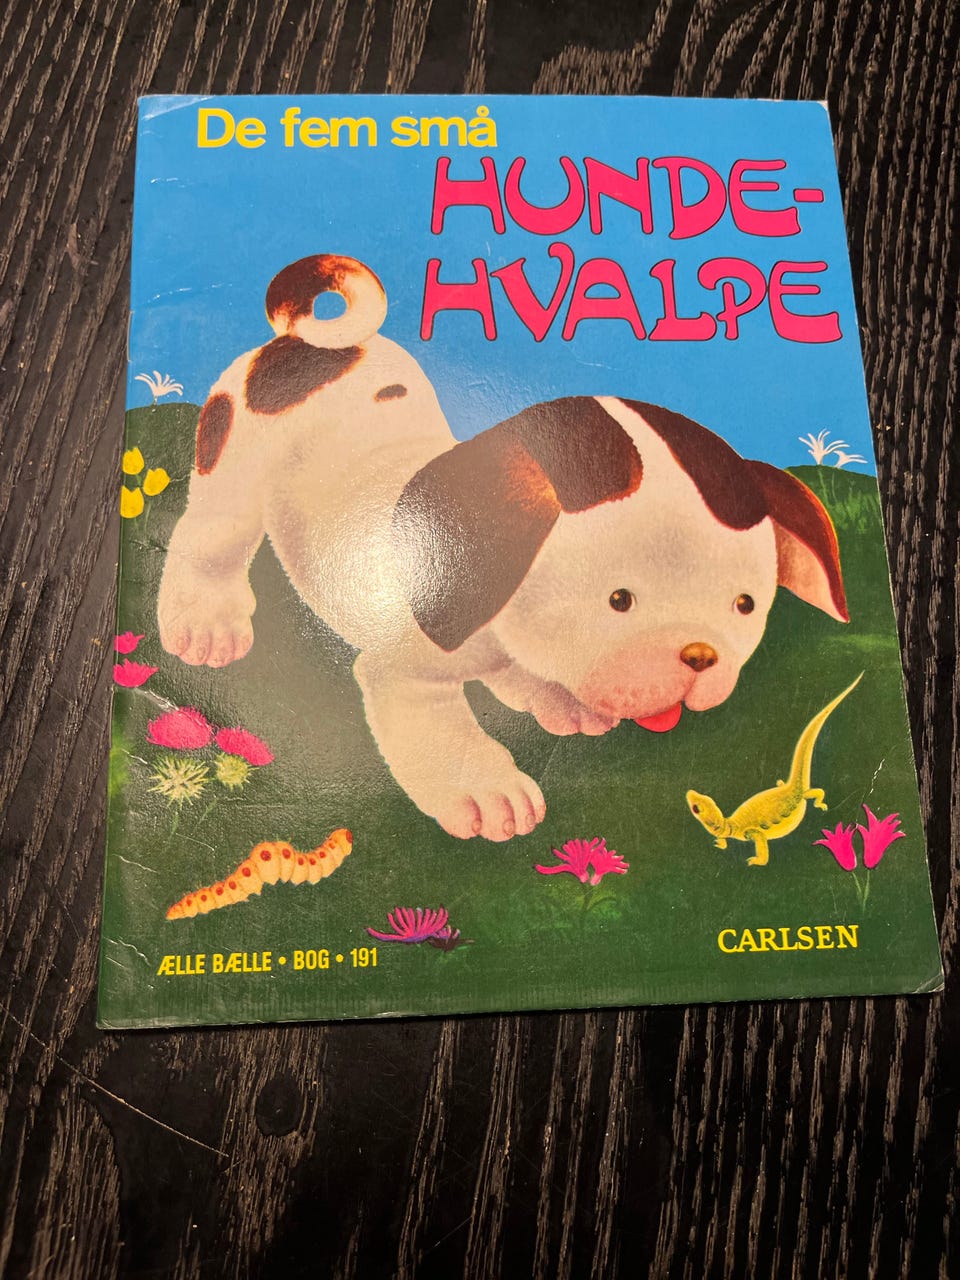 De fem små
HUNDE-
HVALPE
ÆLLE BÆLLE • BOG • 191
CARLSEN